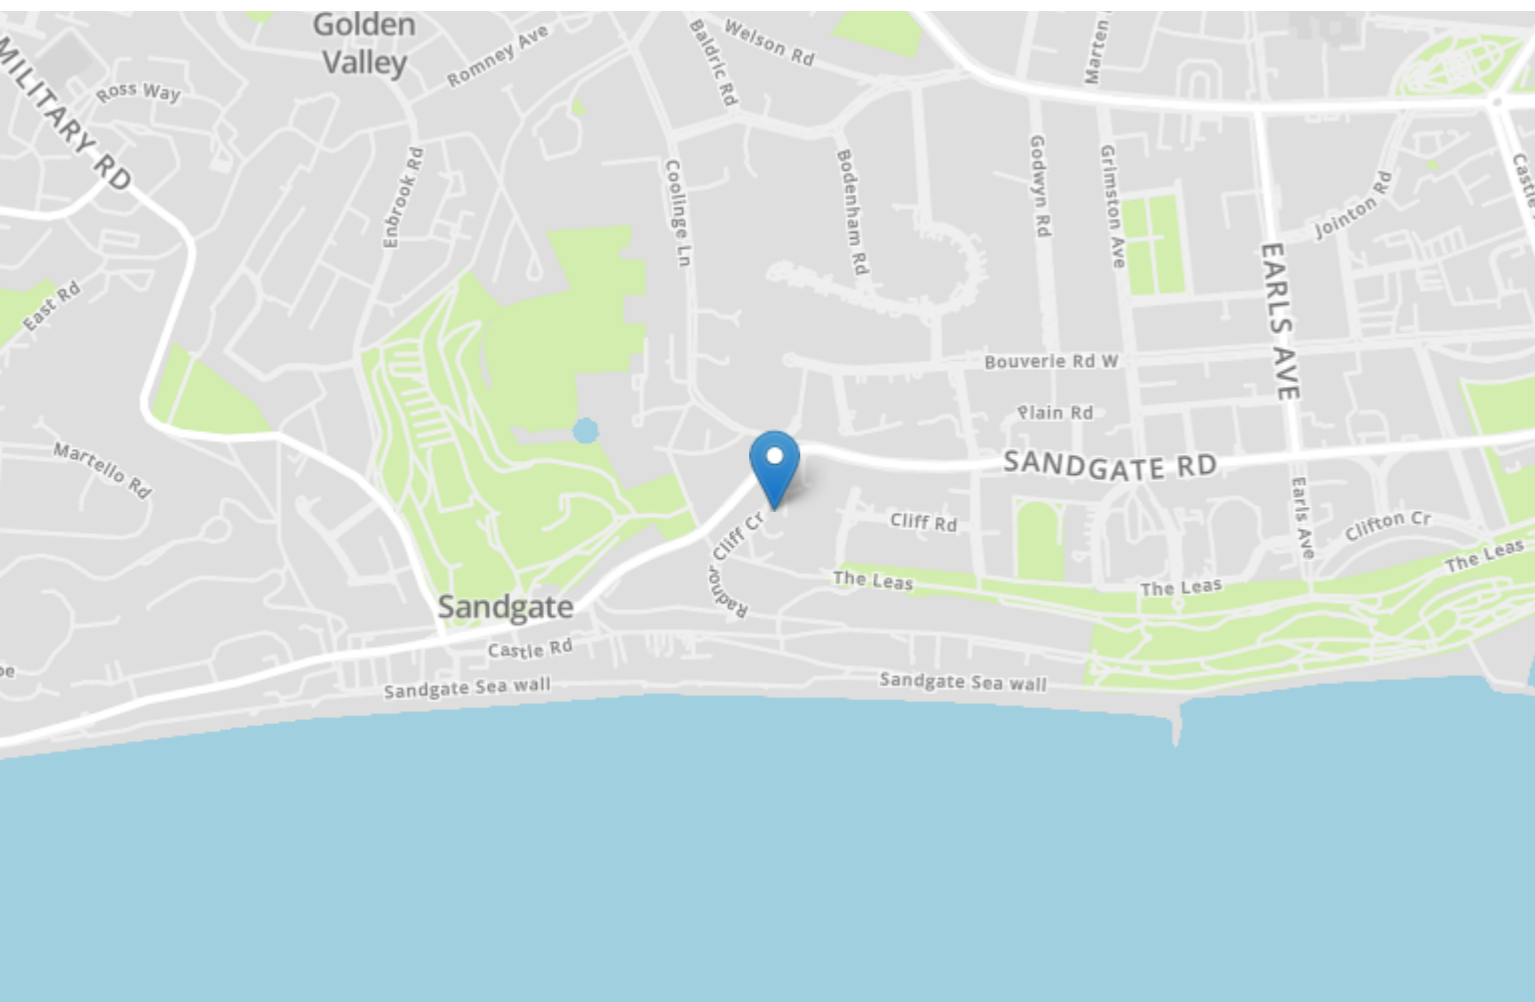 Golden
Valley
Romney Ave
Baldric Rd
Welson Rd
Marten
MILITARY RD
Ross Way
Enbrook Rd
Coolinge Ln
Bodenham Rd
Godwyn Rd
Grimston Ave
Jointon Rd
Castle
EARLS AVE
East Rd
Bouverie Rd W
Plain Rd
SANDGATE RD
Martello Rd
Earls Ave
Clifton Cr
Cliff Rd
Radnor Cliff Cr
The Leas
The Leas
The Leas
Sandgate
Castle Rd
Sandgate Sea wall
Sandgate Sea wall